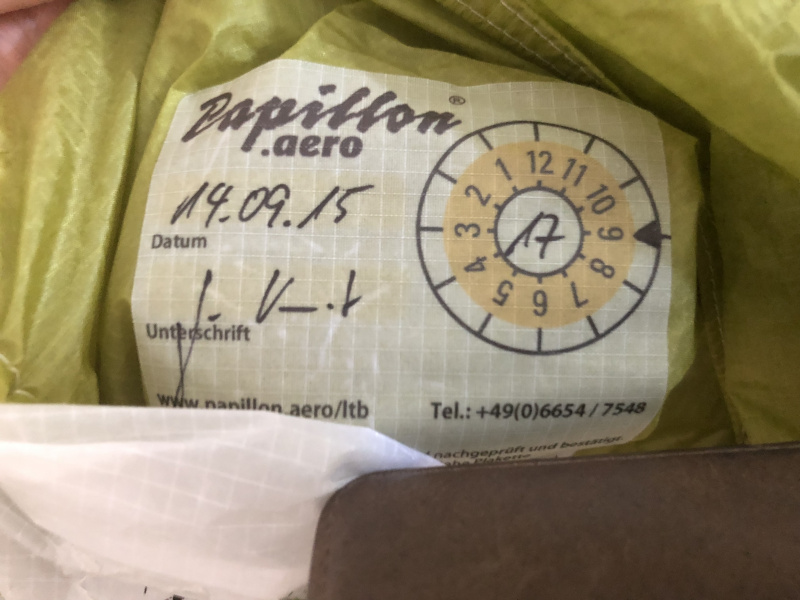 Papillon®
.aero
14.09.15
Datum
Unterschrift
www.papillon.aero/ltb
Tel.: +49(0)6654 / 7548
nachgeprüft und bestätigt
Plakette
12 11 10 9 8 7 6 5 4 3 2 1
17